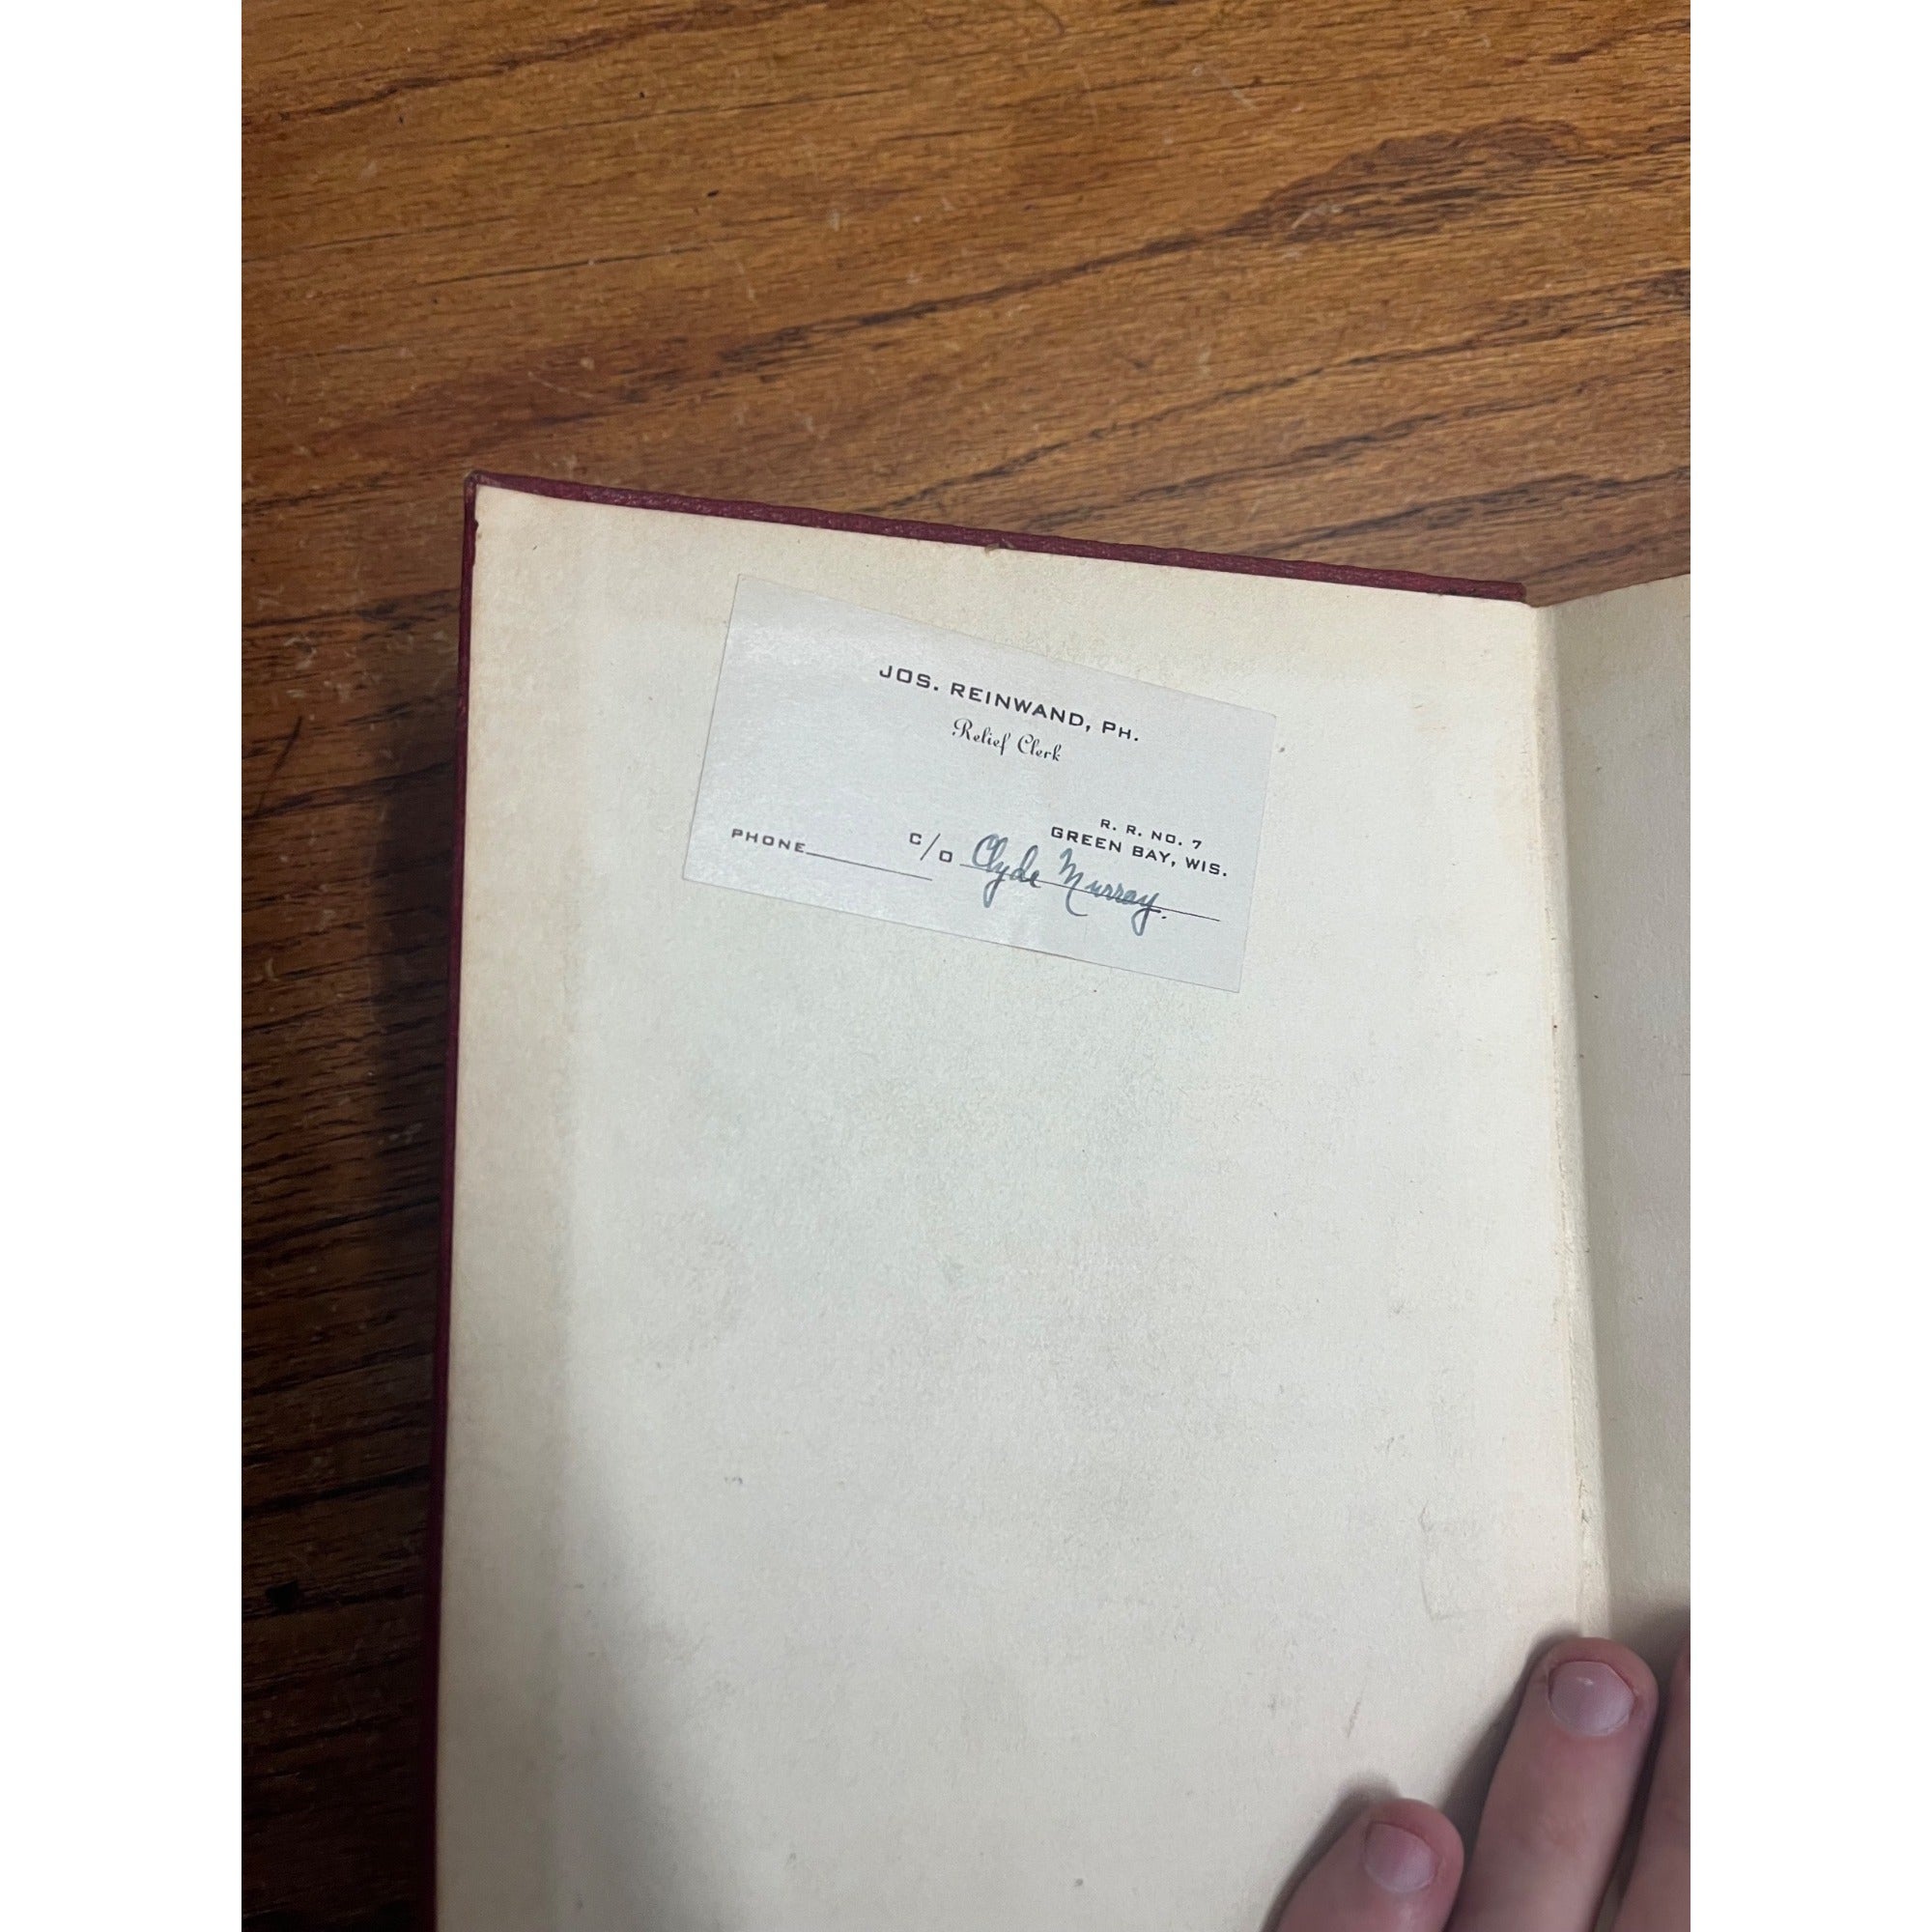 JOS. REINWAND, PH.
Relief Clerk
R. R. NO. 7
GREEN BAY, WIS.
PHONE
C/O Clyde Murray.